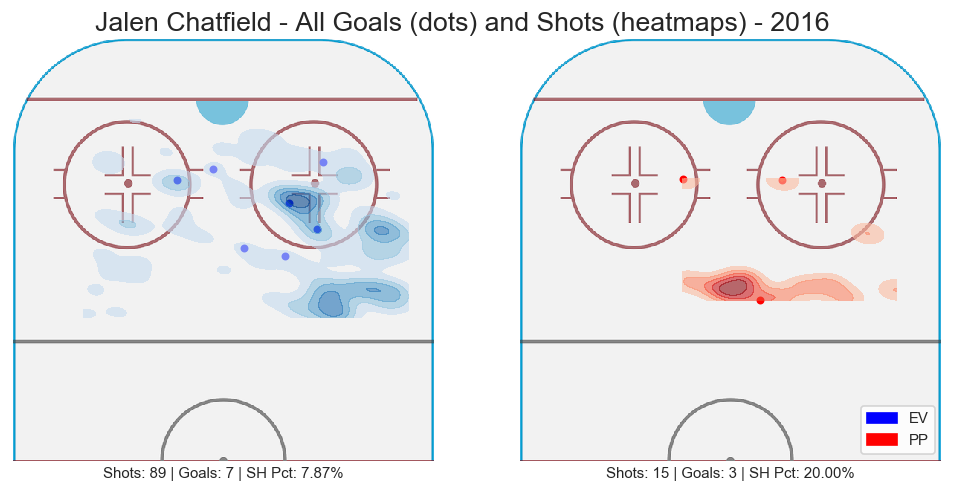 Jalen Chatfield - All Goals (dots) and Shots (heatmaps) - 2016
EV
PP
Shots: 89 | Goals: 7 | SH Pct: 7.87%
Shots: 15 | Goals: 3 | SH Pct: 20.00%